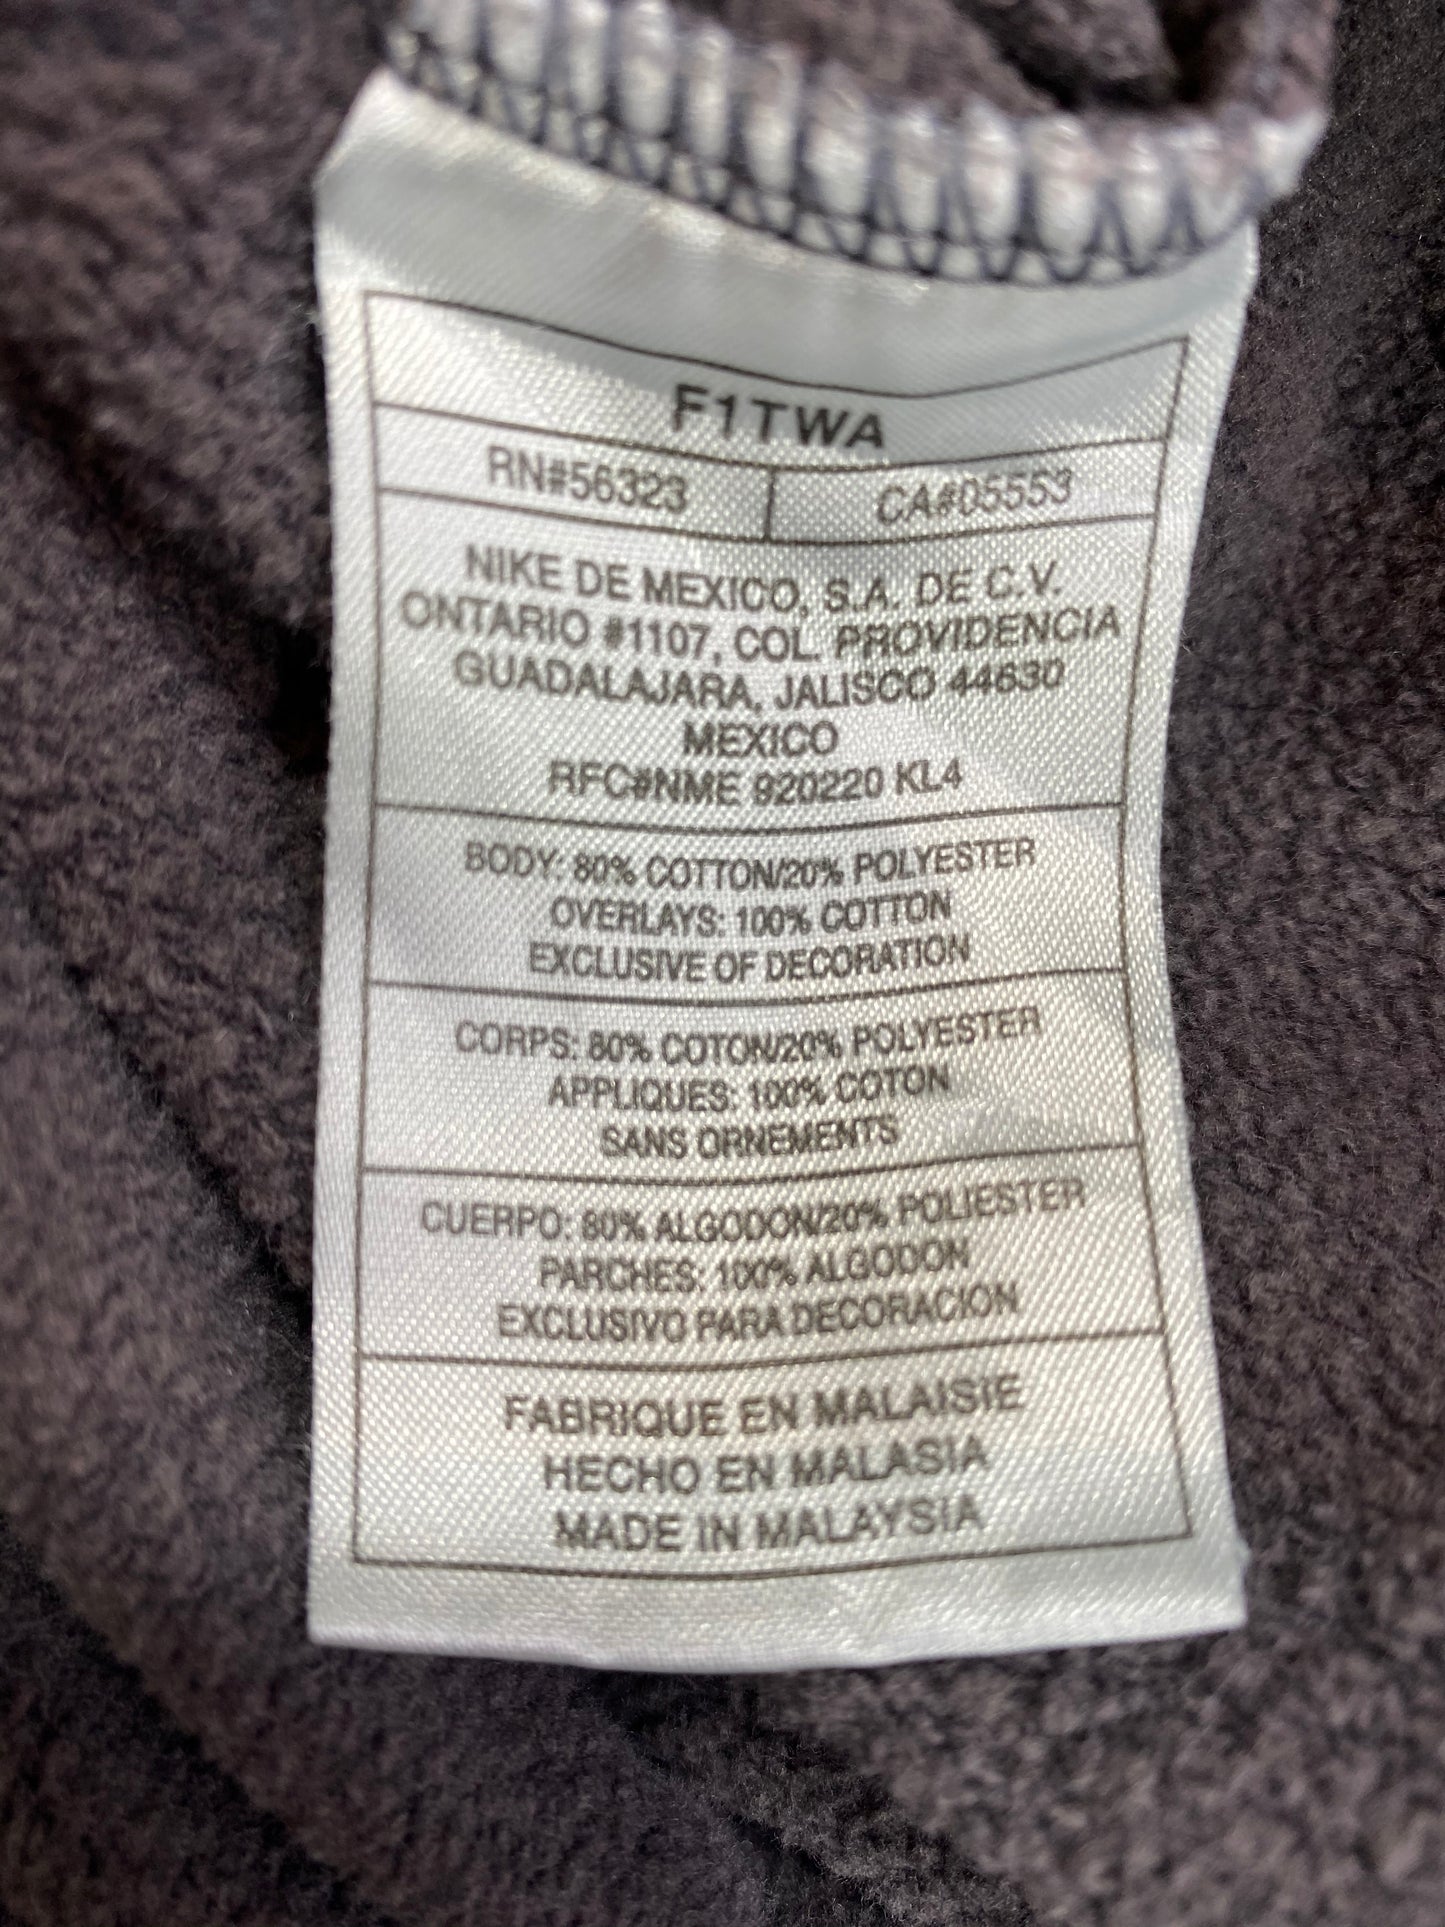 F1TWA
RN#56323 CA#05553
NIKE DE MEXICO, S.A. DE C.V.
ONTARIO #1107, COL. PROVIDENCIA
GUADALAJARA, JALISCO 44630
MEXICO
RFC#NME 920220 KL4
BODY: 80% COTTON/20% POLYESTER
OVERLAYS: 100% COTTON
EXCLUSIVE OF DECORATION
CORPS: 80% COTON/20% POLYESTER
APPLIQUES: 100% COTON
SANS ORNEMENTS
CUERPO: 80% ALGODON/20% POLIESTER
PARCHES: 100% ALGODON
EXCLUSIVO PARA DECORACION
FABRIQUE EN MALAISIE
HECHO EN MALASIA
MADE IN MALAYSIA